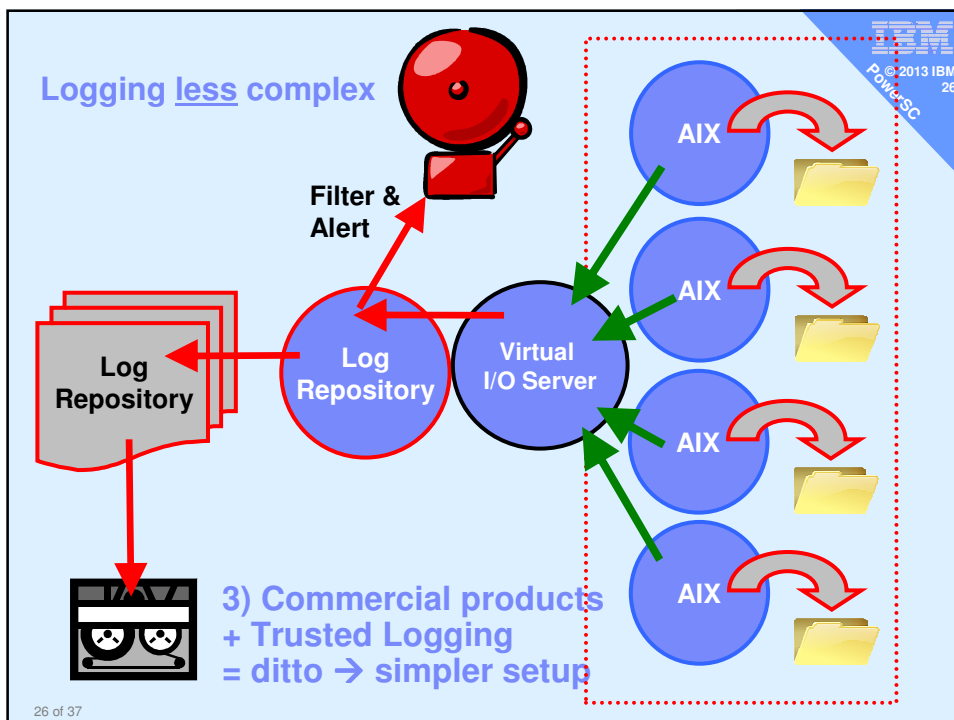 Logging less complex
IBM
© 2013 IBM
26
PowerSC
Filter &
Alert
AIX
AIX
AIX
AIX
Virtual
I/O Server
Log
Repository
Log
Repository
3) Commercial products
+ Trusted Logging
= ditto → simpler setup
26 of 37